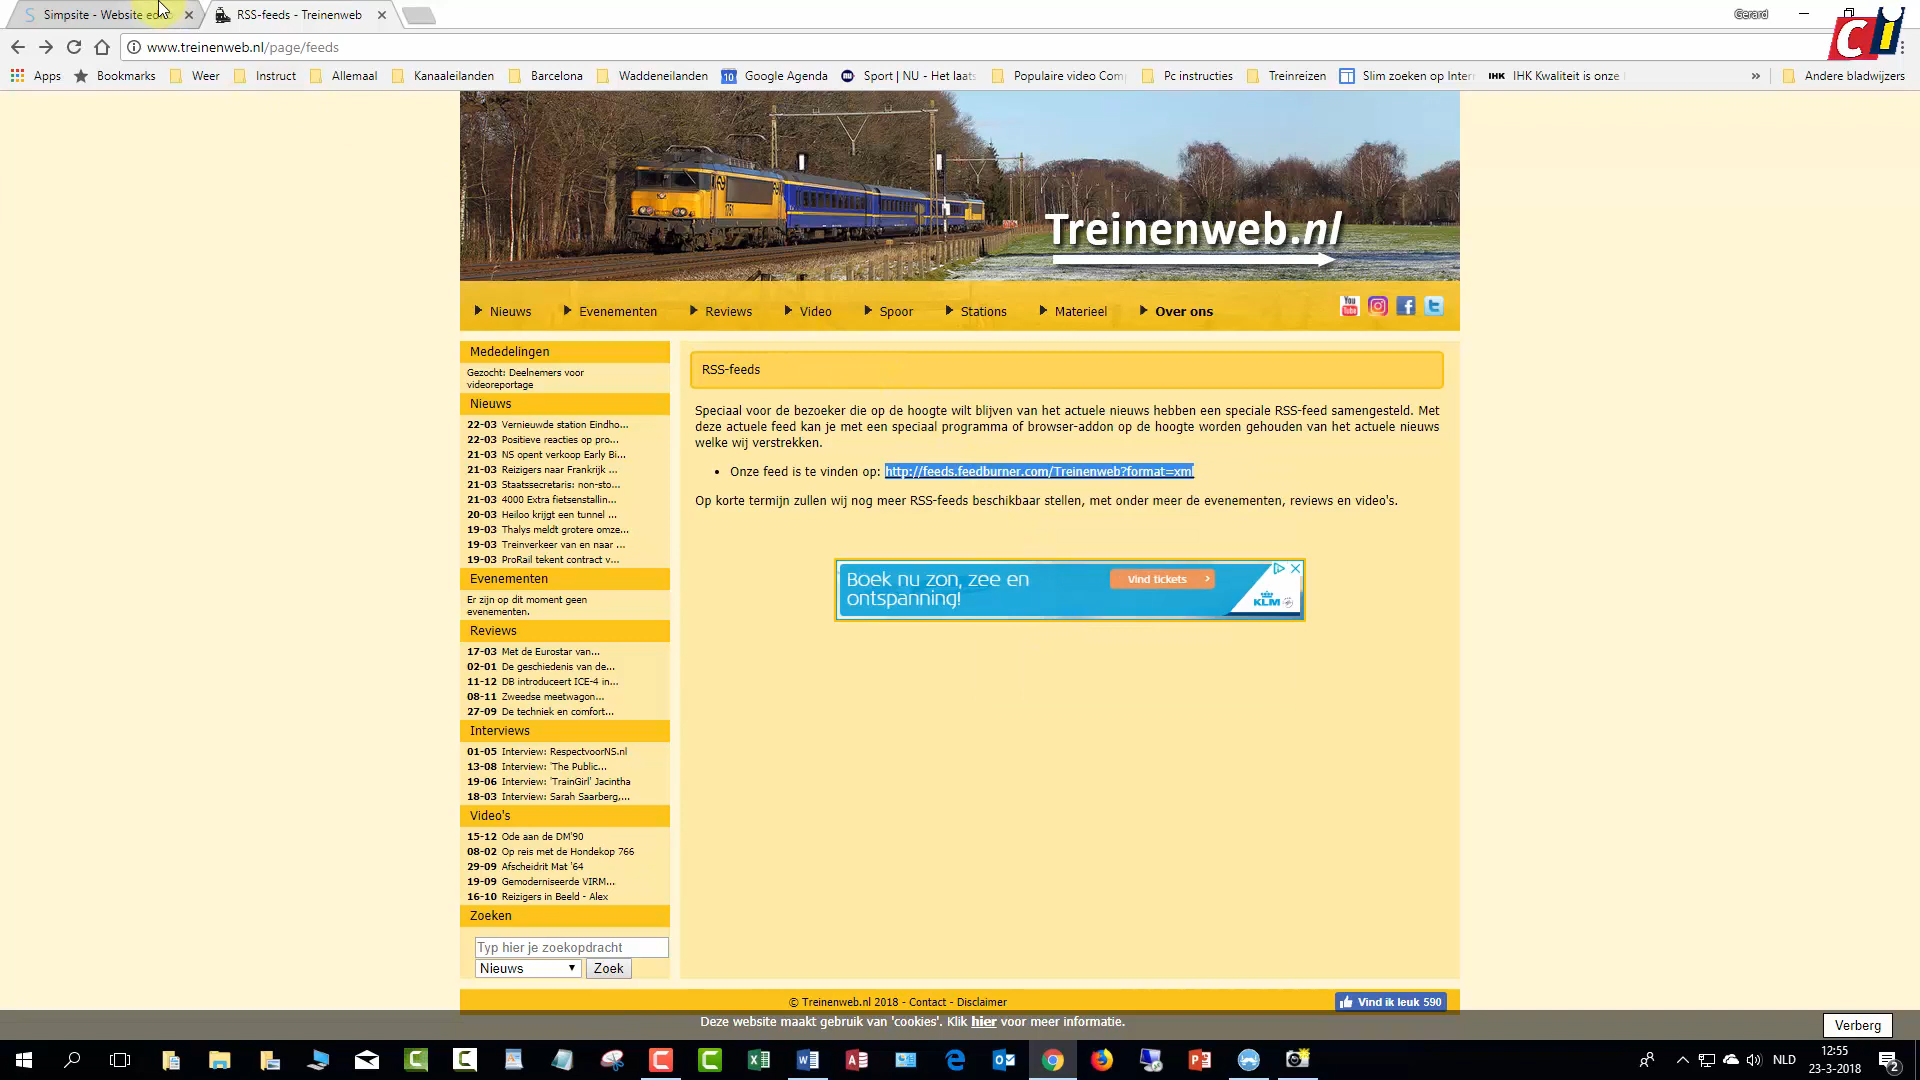 Simpsite - Website ed
RSS-feeds - Treinenweb
Gerard
www.treinenweb.nl/page/feeds
Apps
Bookmarks
Weer
Instruct
Allemaal
Kanaaleilanden
Barcelona
Waddeneilanden
Google Agenda
Sport | NU - Het laats
Populaire video Com
Pc instructies
Treinreizen
Slim zoeken op Inter
IHK IHK Kwaliteit is onze
Andere bladwijzers
Treinenweb.nl
Nieuws
Evenementen
Reviews
Video
Spoor
Stations
Materieel
Over ons
Mededelingen
Gezocht: Deelnemers voor
videoreportage
Nieuws
22-03 Vernieuwde station Eindho...
22-03 Positieve reacties op pro...
21-03 NS opent verkoop Early Bi...
21-03 Reizigers naar Frankrijk ...
21-03 Staatssecretaris: non-sto...
21-03 4000 Extra fietsenstallin...
20-03 Heiloo krijgt een tunnel ...
19-03 Thalys meldt grotere omze...
19-03 Treinverkeer van en naar ...
19-03 ProRail tekent contract v...
Evenementen
Er zijn op dit moment geen
evenementen.
Reviews
17-03 Met de Eurostar van...
02-01 De geschiedenis van de...
11-12 DB introduceert ICE-4 in...
08-11 Zweedse meetwagon...
27-09 De techniek en comfort...
Interviews
01-05 Interview: RespectvoorNS.nl
13-08 Interview: 'The Public...
19-06 Interview: 'TrainGirl' Jacintha
18-03 Interview: Sarah Saarberg,...
Video's
15-12 Ode aan de DM'90
08-02 Op reis met de Hondekop 766
29-09 Afscheidrit Mat '64
19-09 Gemoderniseerde VIRM...
16-10 Reizigers in Beeld - Alex
Zoeken
Typ hier je zoekopdracht
Nieuws
Zoek
RSS-feeds
Speciaal voor de bezoeker die op de hoogte wilt blijven van het actuele nieuws hebben een speciale RSS-feed samengesteld. Met
deze actuele feed kan je met een speciaal programma of browser-addon op de hoogte worden gehouden van het actuele nieuws
welke wij verstrekken.
• Onze feed is te vinden op: http://feeds.feedburner.com/Treinenweb?format=xml
Op korte termijn zullen wij nog meer RSS-feeds beschikbaar stellen, met onder meer de evenementen, reviews en video's.
Boek nu zon, zee en
ontspanning!
Vind tickets
KLM
© Treinenweb.nl 2018 - Contact - Disclaimer
Vind ik leuk 590
Deze website maakt gebruik van 'cookies'. Klik hier voor meer informatie.
Verberg
NLD
12:55
23-3-2018
2